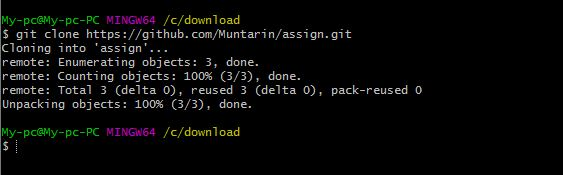 My-pc@My-pc-PC MINGW64 /c/download
$ git clone https://github.com/Muntarin/assign.git
Cloning into 'assign'...
remote: Enumerating objects: 3, done.
remote: Counting objects: 100% (3/3), done.
remote: Total 3 (delta 0), reused 3 (delta 0), pack-reused 0
Unpacking objects: 100% (3/3), done.
My-pc@My-pc-PC MINGW64 /c/download
$